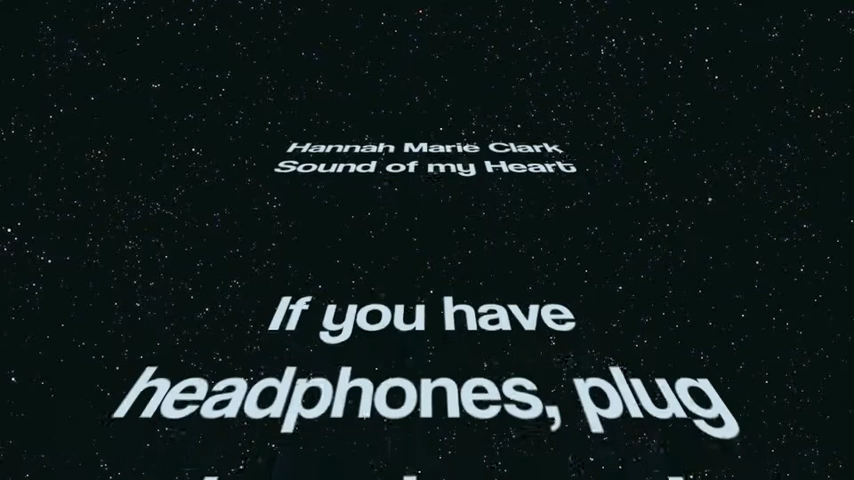 Hannah Marie Clark
Sound of my Heart
If you have
headphones, plug